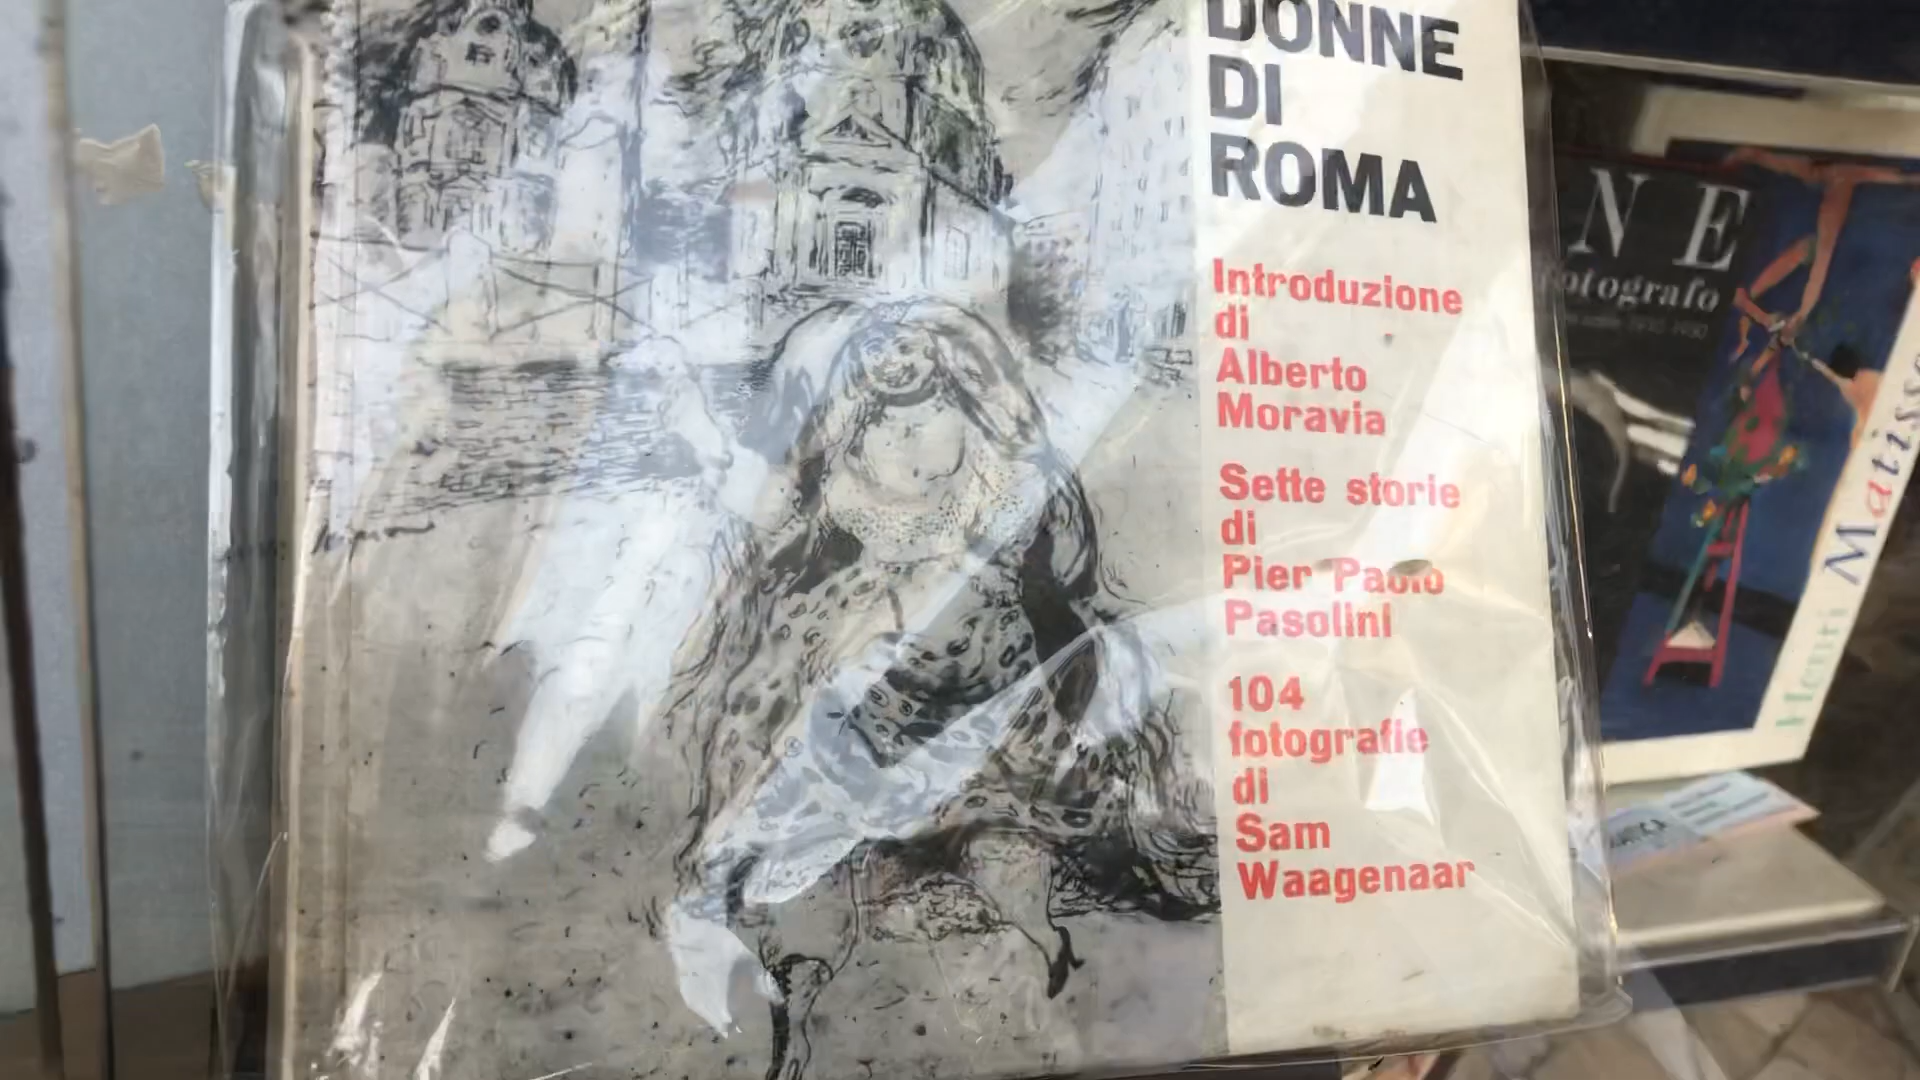 DONNE
DI
ROMA
Introduzione
di
Alberto
Moravia
Sette storie
di
Pier Paolo
Pasolini
104
fotografie
di
Sam
Waagenaar
NE
fotografo
Henri Matisse